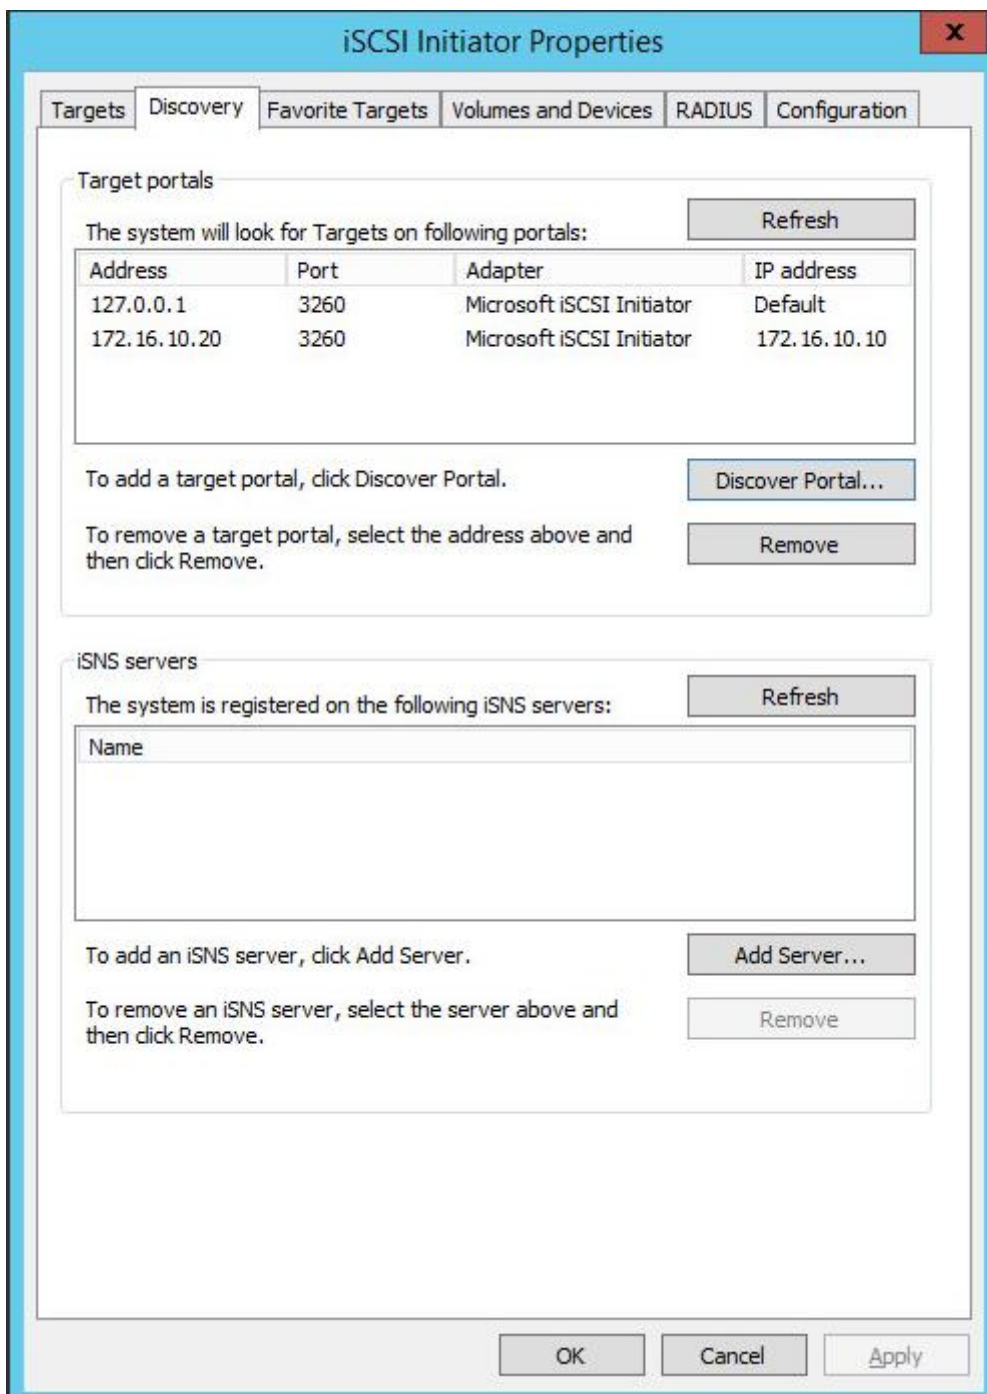 iSCSI Initiator Properties
x
Targets Discovery Favorite Targets Volumes and Devices RADIUS Configuration
Target portals
The system will look for Targets on following portals: Refresh
Address Port Adapter IP address
127.0.0.1 3260 Microsoft iSCSI Initiator Default
172.16.10.20 3260 Microsoft iSCSI Initiator 172.16.10.10
To add a target portal, click Discover Portal. Discover Portal...
To remove a target portal, select the address above and
then click Remove.
Remove
iSNS servers
The system is registered on the following iSNS servers: Refresh
Name
To add an iSNS server, click Add Server. Add Server...
To remove an iSNS server, select the server above and
then click Remove.
Remove
OK Cancel Apply